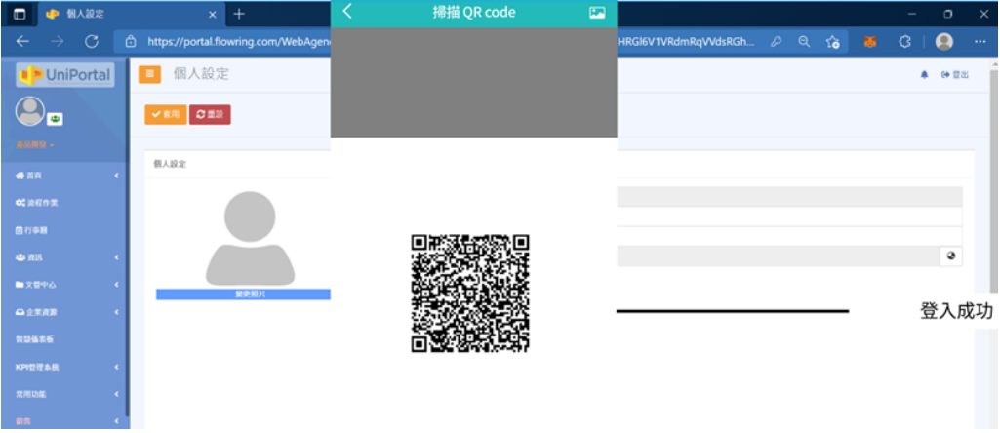 個人設定
掃描 QR code
https://portal.flowring.com/WebAgen
HRGl6V1VRdmRqVVdsRGh...
UniPortal
個人設定
登出
套用
重設
個人設定
首頁
流程作業
行事曆
資訊
文管中心
變更照片
企業資源
登入成功
智慧儀表板
KPI管理系統
常用功能